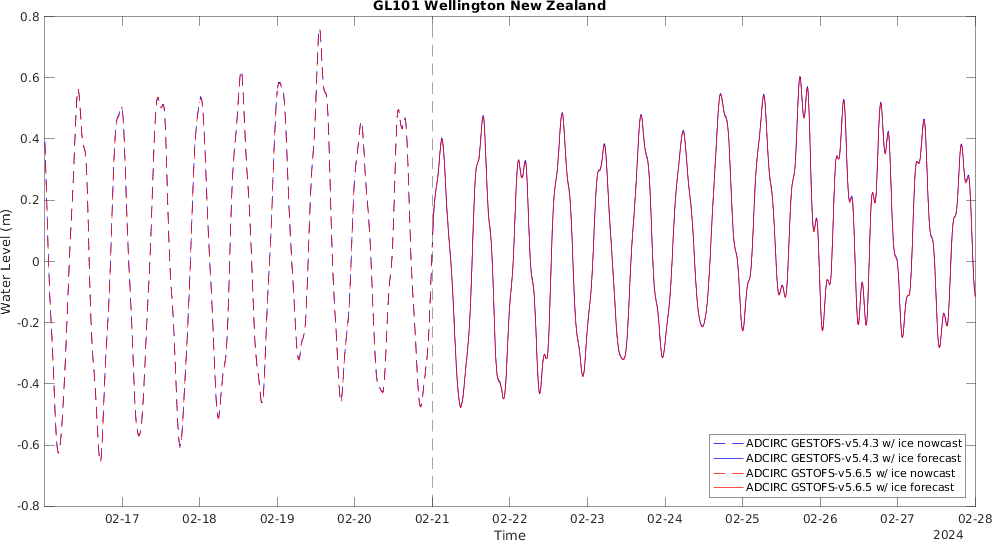 GL101 Wellington New Zealand
0.8
0.6
0.4
0.2
0
-0.2
-0.4
-0.6
-0.8
Water Level (m)
ADCIRC GESTOFS-v5.4.3 w/ ice nowcast
ADCIRC GESTOFS-v5.4.3 w/ ice forecast
ADCIRC GSTOFS-v5.6.5 w/ ice nowcast
ADCIRC GSTOFS-v5.6.5 w/ ice forecast
02-17 02-18 02-19 02-20 02-21 02-22 02-23 02-24 02-25 02-26 02-27 02-28
Time
2024